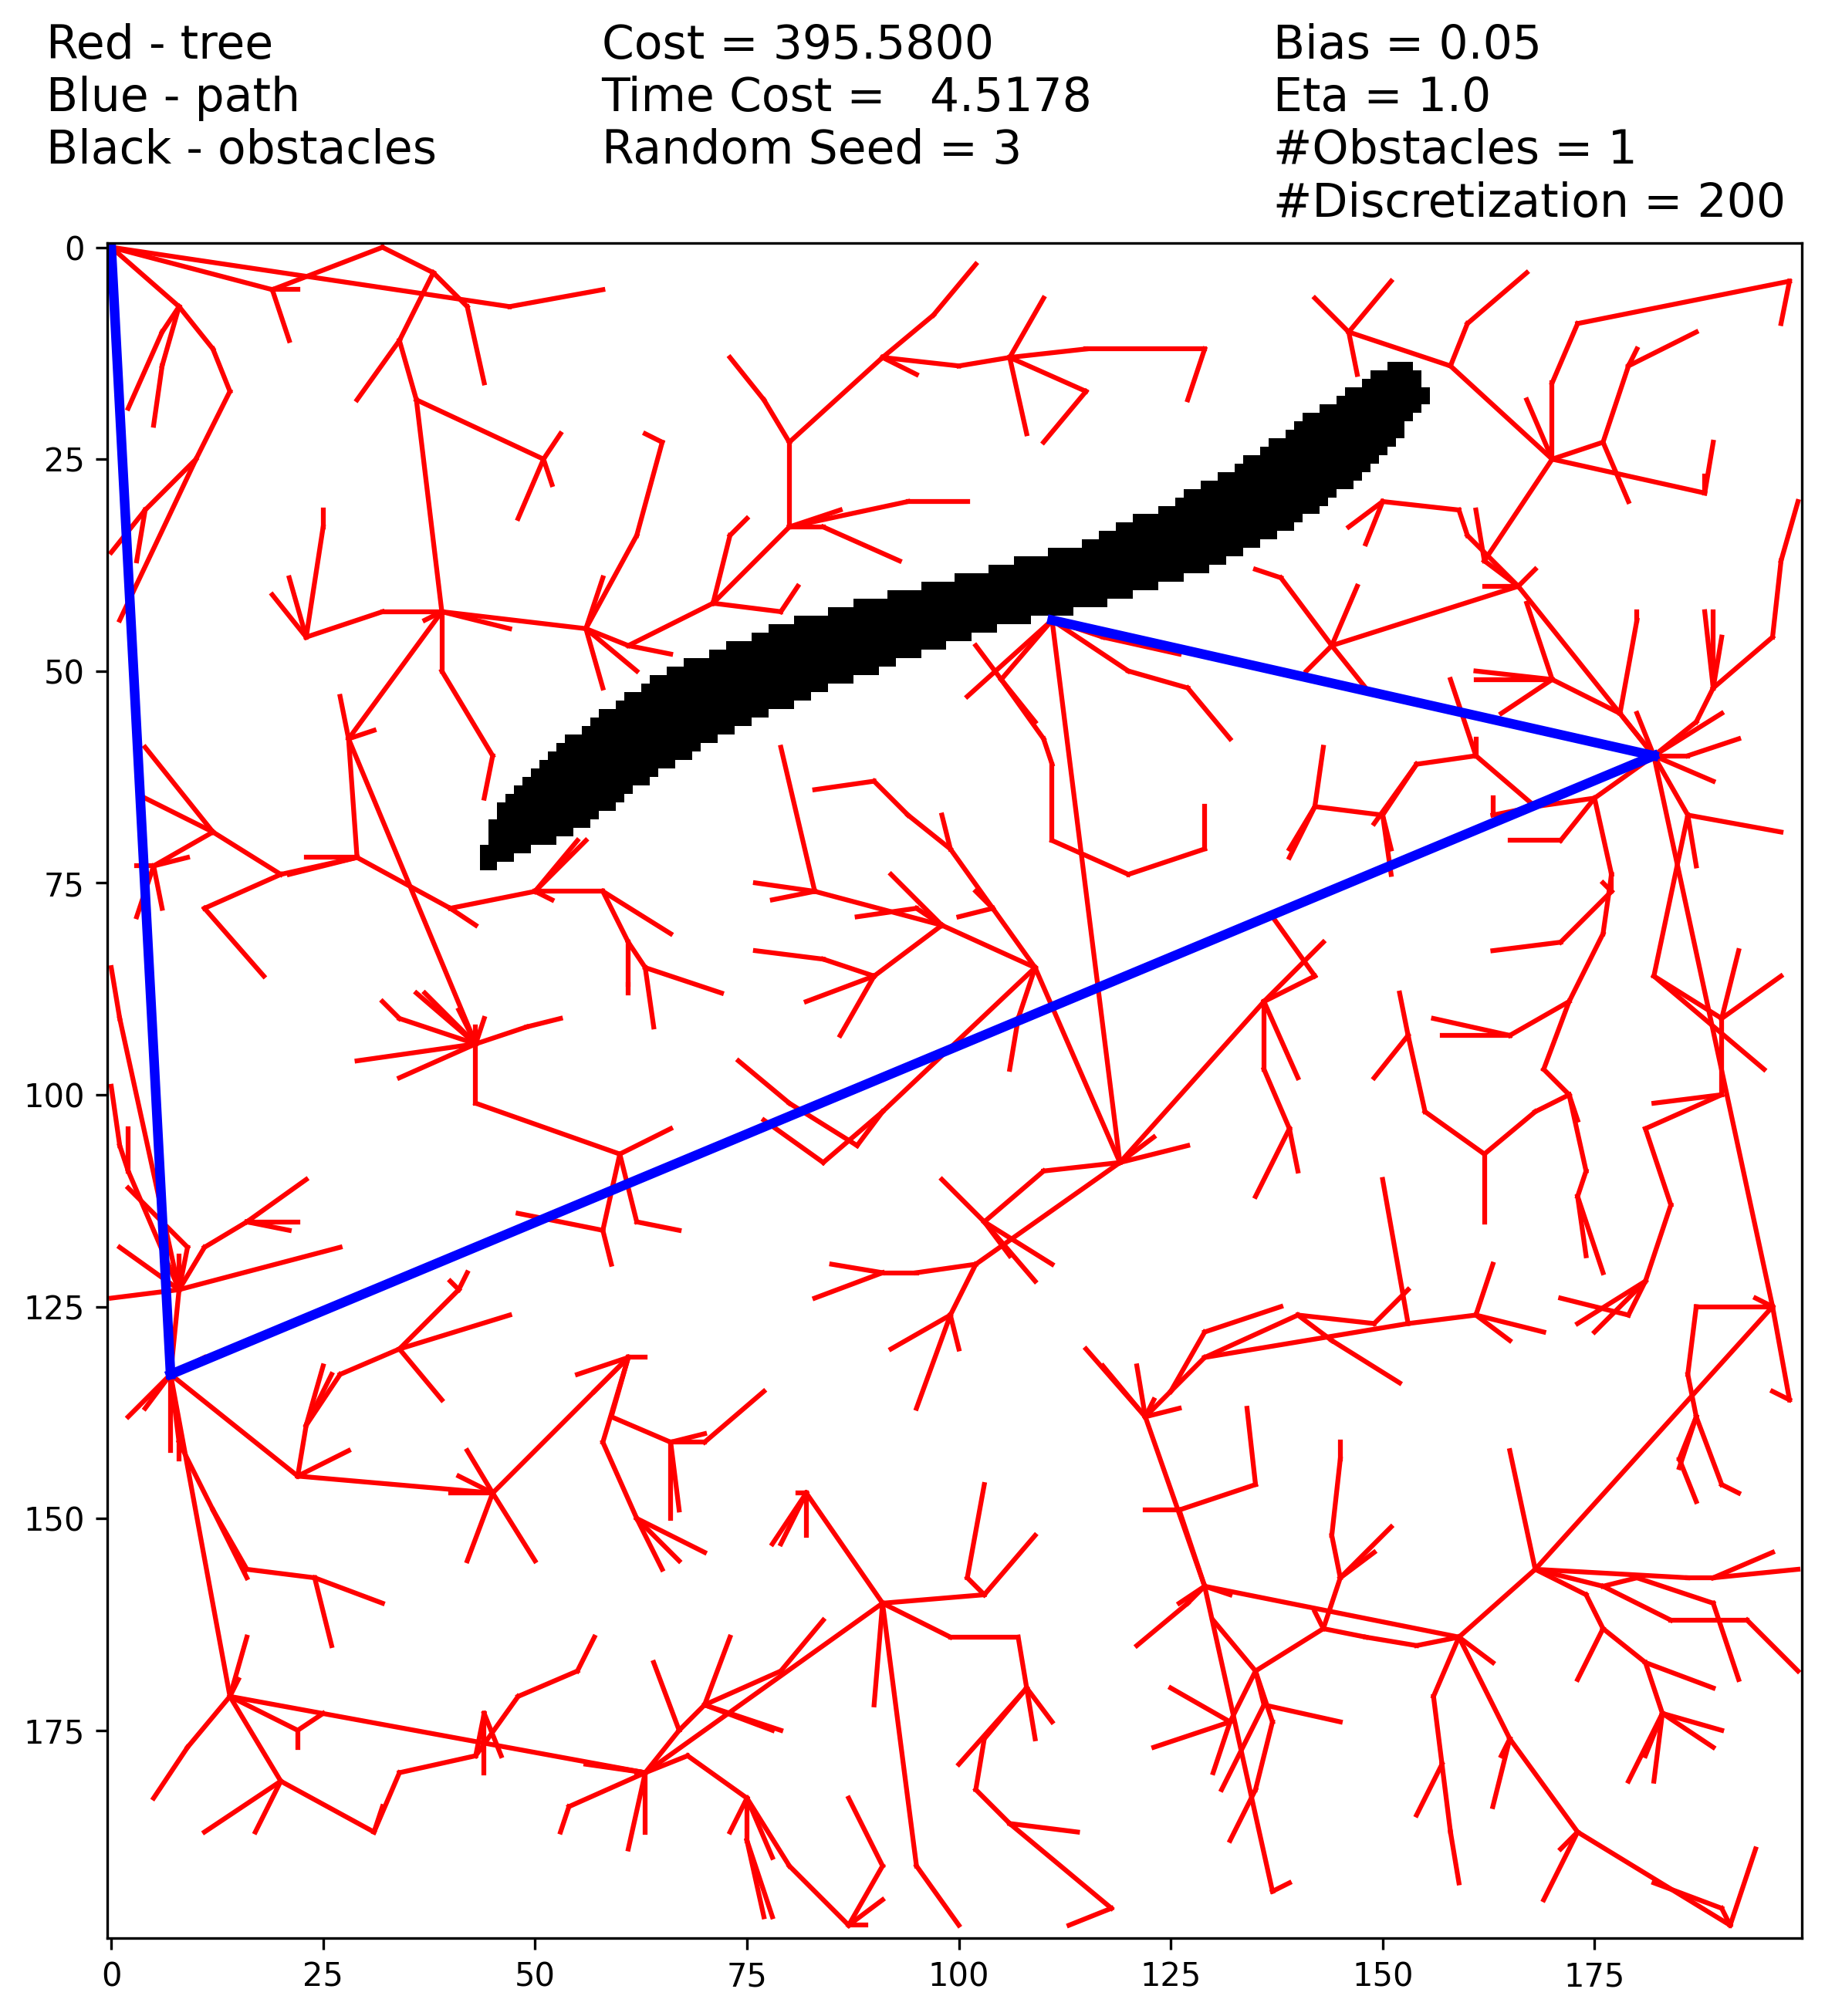 Red - tree
Blue - path
Black - obstacles
Cost = 395.5800
Time Cost =   4.5178
Random Seed = 3
Bias = 0.05
Eta = 1.0
#Obstacles = 1
#Discretization = 200
0
25
50
75
100
125
150
175
0
25
50
75
100
125
150
175